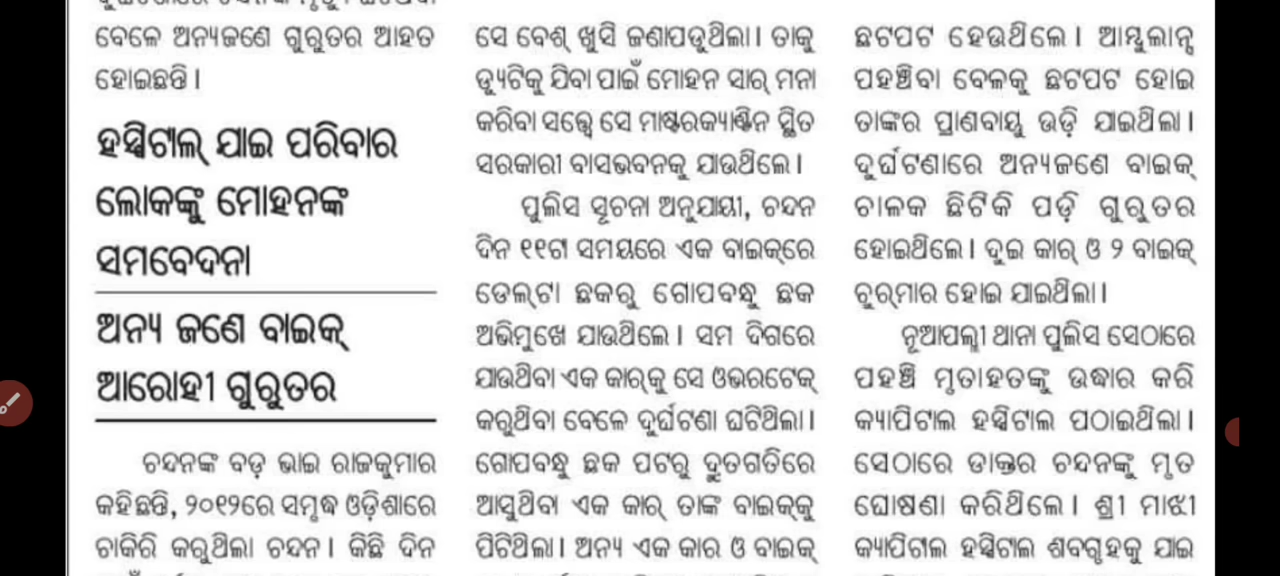 ବେଳେ ଅନ୍ୟଜଣେ ଗୁରୁତର ଆହତ
ହୋଇଛନ୍ତି।
ହସ୍ପିଟାଲ୍ ଯାଇ ପରିବାର
ଲୋକଙ୍କୁ ମୋହନଙ୍କ
ସମବେଦନା
ଅନ୍ୟ ଜଣେ ବାଇକ୍
ଆରୋହୀ ଗୁରୁତର
ଚନ୍ଦନଙ୍କ ବଡ଼ ଭାଇ ରାଜକୁମାର
କହିଛନ୍ତି, ୨୦୧୨ରେ ସମୃଦ୍ଧ ଓଡ଼ିଶାରେ
ଚାକିରି କରୁଥିଲା ଚନ୍ଦନ। କିଛି ଦିନ
ସେ ବେଶ୍ ଖୁସି ଜଣାପଡୁଥିଲା। ତାକୁ
ଡ୍ୟୁଟିକୁ ଯିବା ପାଇଁ ମୋହନ ସାର୍ ମନା
କରିବା ସତ୍ତ୍ୱେ ସେ ମାଷ୍ଟରକ୍ୟାଣ୍ଟିନ ସ୍ଥିତ
ସରକାରୀ ବାସଭବନକୁ ଯାଉଥିଲେ।
ପୁଲିସ ସୂଚନା ଅନୁଯାୟୀ, ଚନ୍ଦନ
ଦିନ ୧୧ଟା ସମୟରେ ଏକ ବାଇକ୍‌ରେ
ଡେଲ୍‌ଟା ଛକରୁ ଗୋପବନ୍ଧୁ ଛକ
ଅଭିମୁଖେ ଯାଉଥିଲେ। ସମ ଦିଗରେ
ଯାଉଥିବା ଏକ କାର୍‌କୁ ସେ ଓଭରଟେକ୍
କରୁଥିବା ବେଳେ ଦୁର୍ଘଟଣା ଘଟିଥିଲା।
ଗୋପବନ୍ଧୁ ଛକ ପଟରୁ ଦ୍ରୁତଗତିରେ
ଆସୁଥିବା ଏକ କାର୍ ତାଙ୍କ ବାଇକ୍‌କୁ
ପିଟିଥିଲା। ଅନ୍ୟ ଏକ କାର ଓ ବାଇକ୍
ଛଟପଟ ହେଉଥିଲେ। ଆମ୍ବୁଲାନ୍ସ
ପହଞ୍ଚିବା ବେଳକୁ ଛଟପଟ ହୋଇ
ତାଙ୍କର ପ୍ରାଣବାୟୁ ଉଡ଼ି ଯାଇଥିଲା।
ଦୁର୍ଘଟଣାରେ ଅନ୍ୟଜଣେ ବାଇକ୍
ଚାଳକ ଛିଟିକି ପଡ଼ି ଗୁରୁତର
ହୋଇଥିଲେ। ଦୁଇ କାର୍ ଓ ୨ ବାଇକ୍
ଚୁର୍‌ମାର ହୋଇ ଯାଇଥିଲା।
ନୂଆପଲ୍ଲୀ ଥାନା ପୁଲିସ ସେଠାରେ
ପହଞ୍ଚି ମୃତାହତଙ୍କୁ ଉଦ୍ଧାର କରି
କ୍ୟାପିଟାଲ ହସ୍ପିଟାଲ ପଠାଇଥିଲା।
ସେଠାରେ ଡାକ୍ତର ଚନ୍ଦନଙ୍କୁ ମୃତ
ଘୋଷଣା କରିଥିଲେ। ଶ୍ରୀ ମାଝୀ
କ୍ୟାପିଟାଲ ହସ୍ପିଟାଲ ଶବଗୃହକୁ ଯାଇ